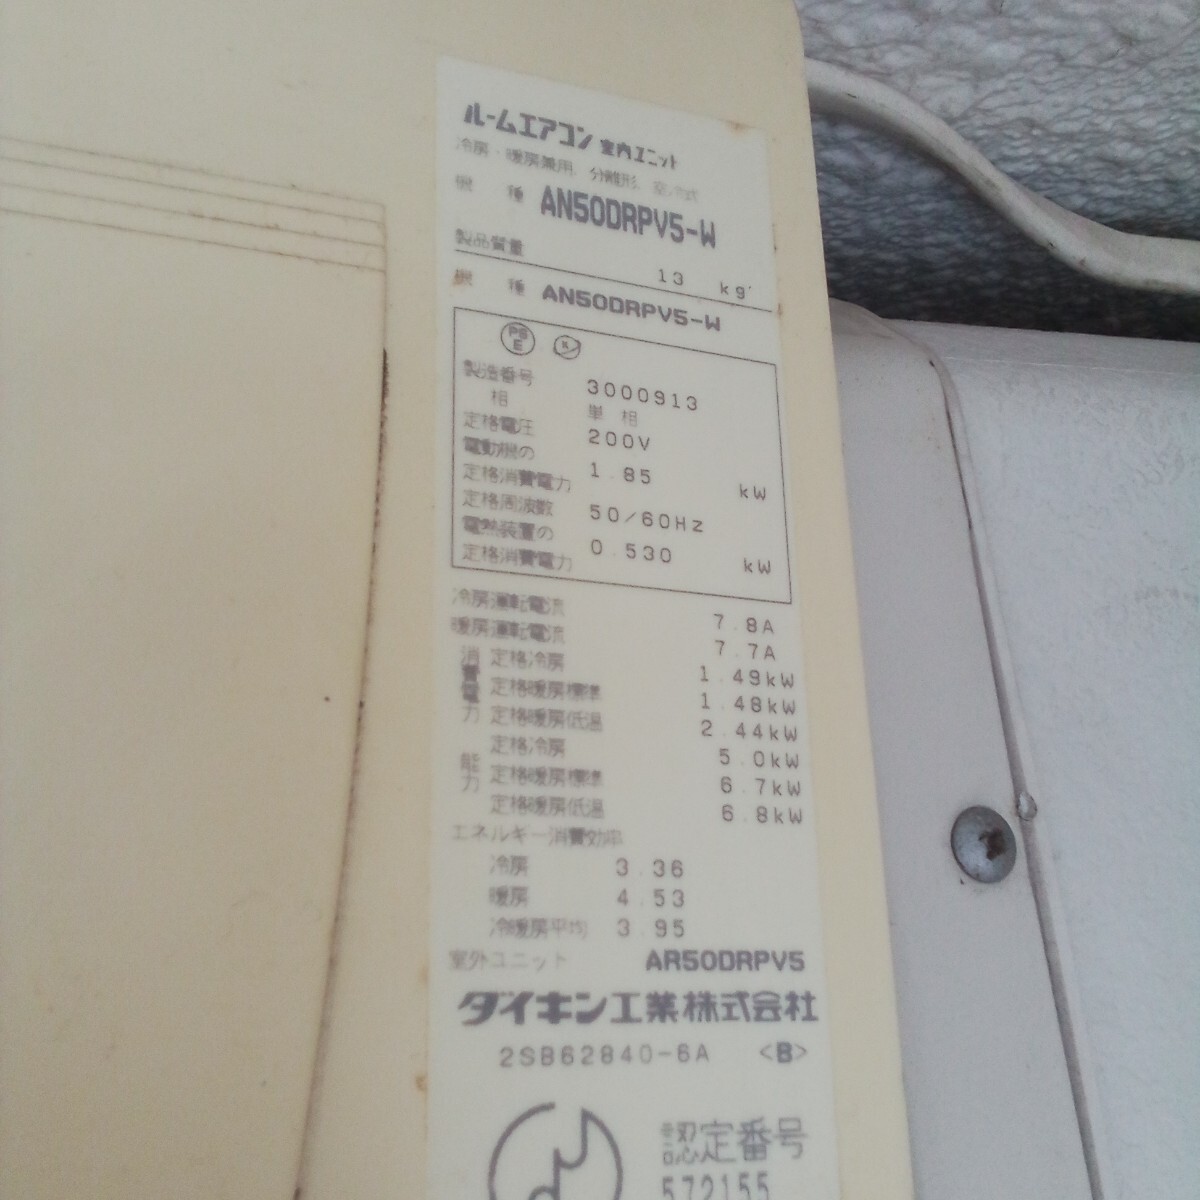 ルームエアコン 室内ユニット
冷房・暖房兼用, 分離形,
機 種 AN50DRPV5-W
製品質量 13 kg
機 種 AN50DRPV5-W
PS E
製造番号 3000913
相 単相
定格電圧 200V
電動機の
定格消費電力 1.85 kW
定格周波数 50/60Hz
電熱装置の
定格消費電力 0.530 kW
冷房運転電流 7.8A
暖房運転電流 7.7A
消費電力 定格冷房 1.49kW
定格暖房標準 1.48kW
定格暖房低温 2.44kW
能力 定格冷房 5.0kW
定格暖房標準 6.7kW
定格暖房低温 6.8kW
エネルギー消費効率
冷房 3.36
暖房 4.53
冷暖房平均 3.95
室外ユニット AR50DRPV5
ダイキン工業株式会社
2SB62840-6A <B>
認定番号
572155